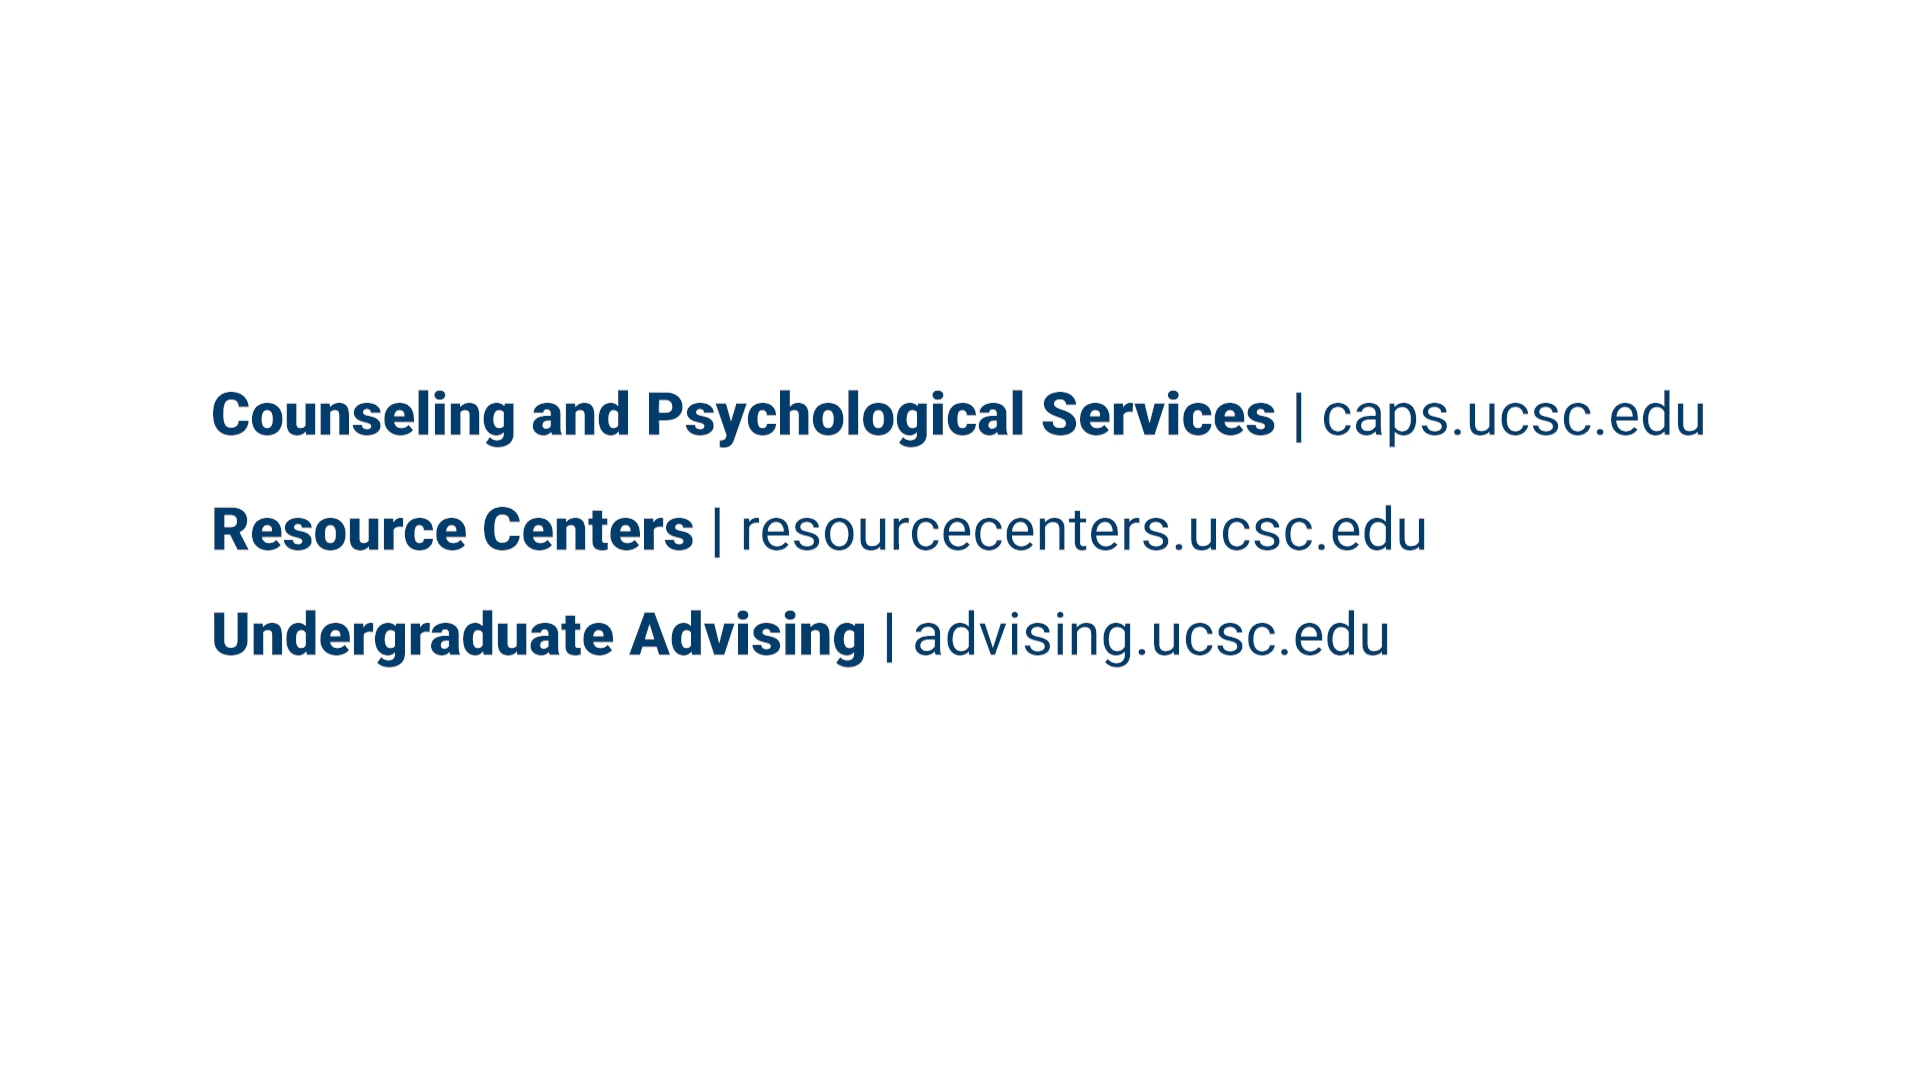 Counseling and Psychological Services | caps.ucsc.edu
Resource Centers | resourcecenters.ucsc.edu
Undergraduate Advising | advising.ucsc.edu